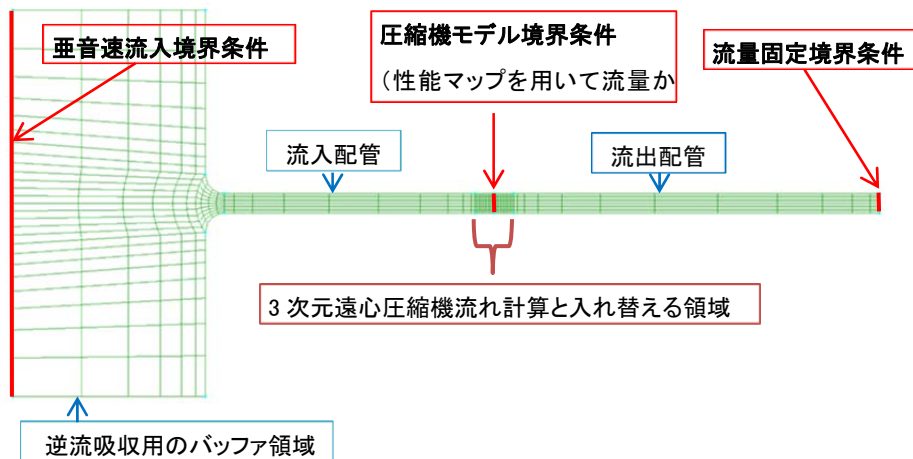 亜音速流入境界条件
圧縮機モデル境界条件
（性能マップを用いて流量か
流量固定境界条件
流入配管
流出配管
3 次元遠心圧縮機流れ計算と入れ替える領域
逆流吸収用のバッファ領域